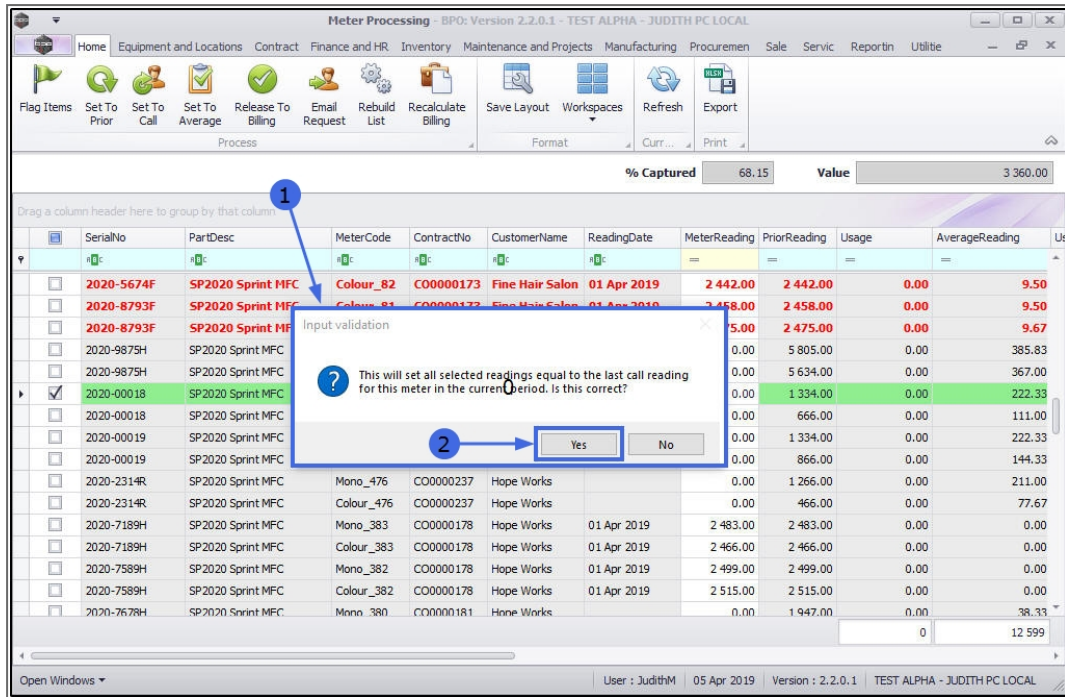 Meter Processing - BPO: Version 2.2.0.1 - TEST ALPHA - JUDITH PC LOCAL
Home Equipment and Locations Contract Finance and HR Inventory Maintenance and Projects Manufacturing Procuremen Sale Servic Reportin Utilitie
Flag Items Set To Prior Set To Call Set To Average Release To Billing Email Request Rebuild List Recalculate Billing Save Layout Workspaces Refresh Export
Process Format Curr... Print
% Captured 68.15 Value 3 360.00
1
Drag a column header here to group by that column
SerialNo PartDesc MeterCode ContractNo CustomerName ReadingDate MeterReading PriorReading Usage AverageReading Us
2020-5674F SP2020 Sprint MFC Colour_82 CO0000173 Fine Hair Salon 01 Apr 2019 2 442.00 2 442.00 0.00 9.50
2020-8793F SP2020 Sprint MFC Colour_81 CO0000173 Fine Hair Salon 01 Apr 2019 2 458.00 2 458.00 0.00 9.50
2020-8793F SP2020 Sprint MF 75.00 2 475.00 0.00 9.67
2020-9875H SP2020 Sprint MFC 0.00 5 805.00 0.00 385.83
2020-9875H SP2020 Sprint MFC 0.00 5 634.00 0.00 367.00
2020-00018 SP2020 Sprint MFC 0.00 1 334.00 0.00 222.33
2020-00018 SP2020 Sprint MFC 0.00 666.00 0.00 111.00
2020-00019 SP2020 Sprint MFC 0.00 1 334.00 0.00 222.33
2020-00019 SP2020 Sprint MFC 0.00 866.00 0.00 144.33
Input validation
This will set all selected readings equal to the last call reading
for this meter in the current period. Is this correct?
2
Yes No
2020-2314R SP2020 Sprint MFC Mono_476 CO0000237 Hope Works 0.00 1 266.00 0.00 211.00
2020-2314R SP2020 Sprint MFC Colour_476 CO0000237 Hope Works 0.00 466.00 0.00 77.67
2020-7189H SP2020 Sprint MFC Mono_383 CO0000178 Hope Works 01 Apr 2019 2 483.00 2 483.00 0.00 0.00
2020-7189H SP2020 Sprint MFC Colour_383 CO0000178 Hope Works 01 Apr 2019 2 466.00 2 466.00 0.00 0.00
2020-7589H SP2020 Sprint MFC Mono_382 CO0000178 Hope Works 01 Apr 2019 2 499.00 2 499.00 0.00 0.00
2020-7589H SP2020 Sprint MFC Colour_382 CO0000178 Hope Works 01 Apr 2019 2 515.00 2 515.00 0.00 0.00
2020-7678H SP2020 Sprint MFC Mono_380 CO0000181 Hope Works 0.00 1 947.00 0.00 38.33
0 12 599
Open Windows User : JudithM 05 Apr 2019 Version : 2.2.0.1 TEST ALPHA - JUDITH PC LOCAL